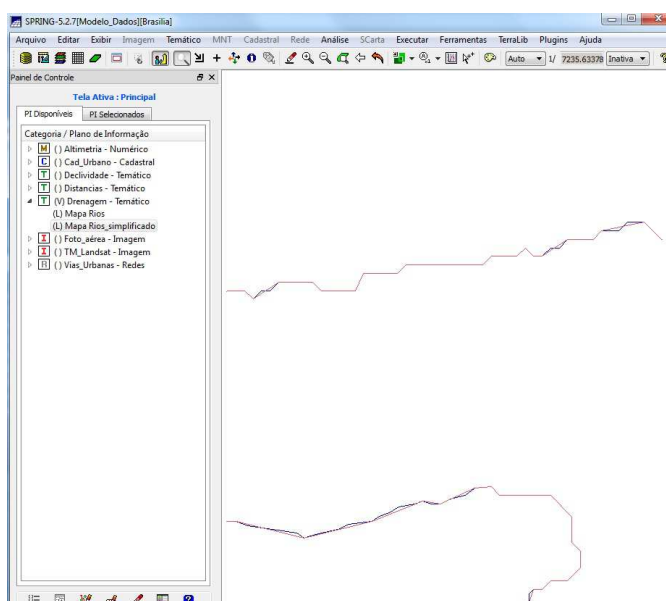 SPRING-5.2.7[Modelo_Dados][Brasilia]
Arquivo Editar Exibir Imagem Temático MNT Cadastral Rede Análise SCarta Executar Ferramentas TerraLib Plugins Ajuda
Auto 1/ 7235.63378 Inativa
Painel de Controle
Tela Ativa : Principal
PI Disponíveis PI Selecionados
Categoria / Plano de Informação
M () Altimetria - Numérico
C () Cad_Urbano - Cadastral
T () Declividade - Temático
T () Distancias - Temático
T (V) Drenagem - Temático
(L) Mapa Rios
(L) Mapa Rios_simplificado
I () Foto_aérea - Imagem
I () TM_Landsat - Imagem
R () Vias_Urbanas - Redes